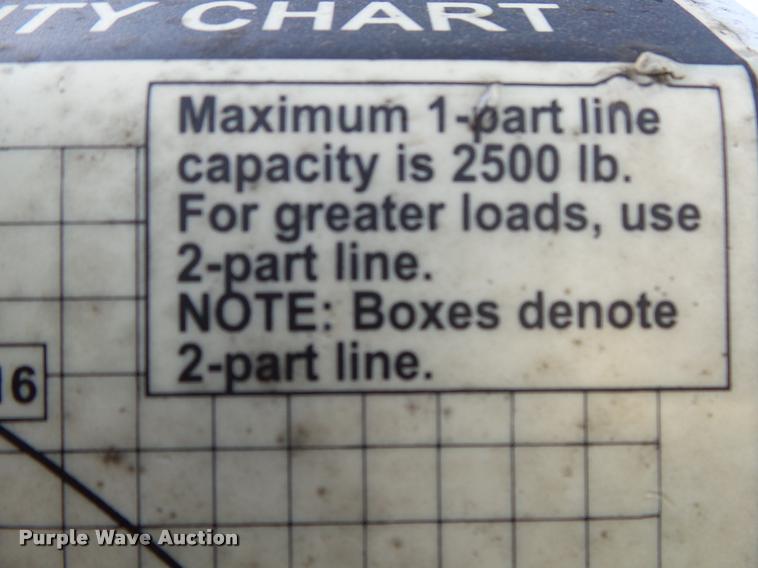 CHART
Maximum 1-part line
capacity is 2500 lb.
For greater loads, use
2-part line.
NOTE: Boxes denote
2-part line.
16
Purple Wave Auction